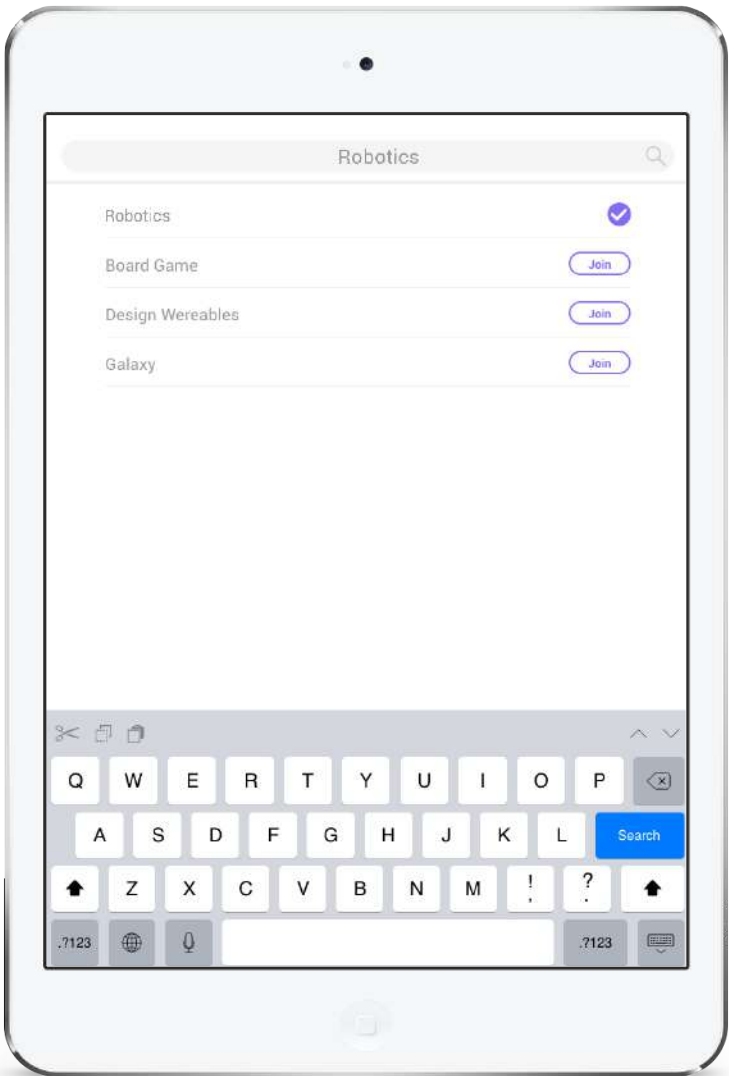 Robotics
Robotics
Board Game Join
Design Wereables Join
Galaxy Join
Q W E R T Y U I O P
A S D F G H J K L Search
Z X C V B N M ! , ? .
.?123 .?123